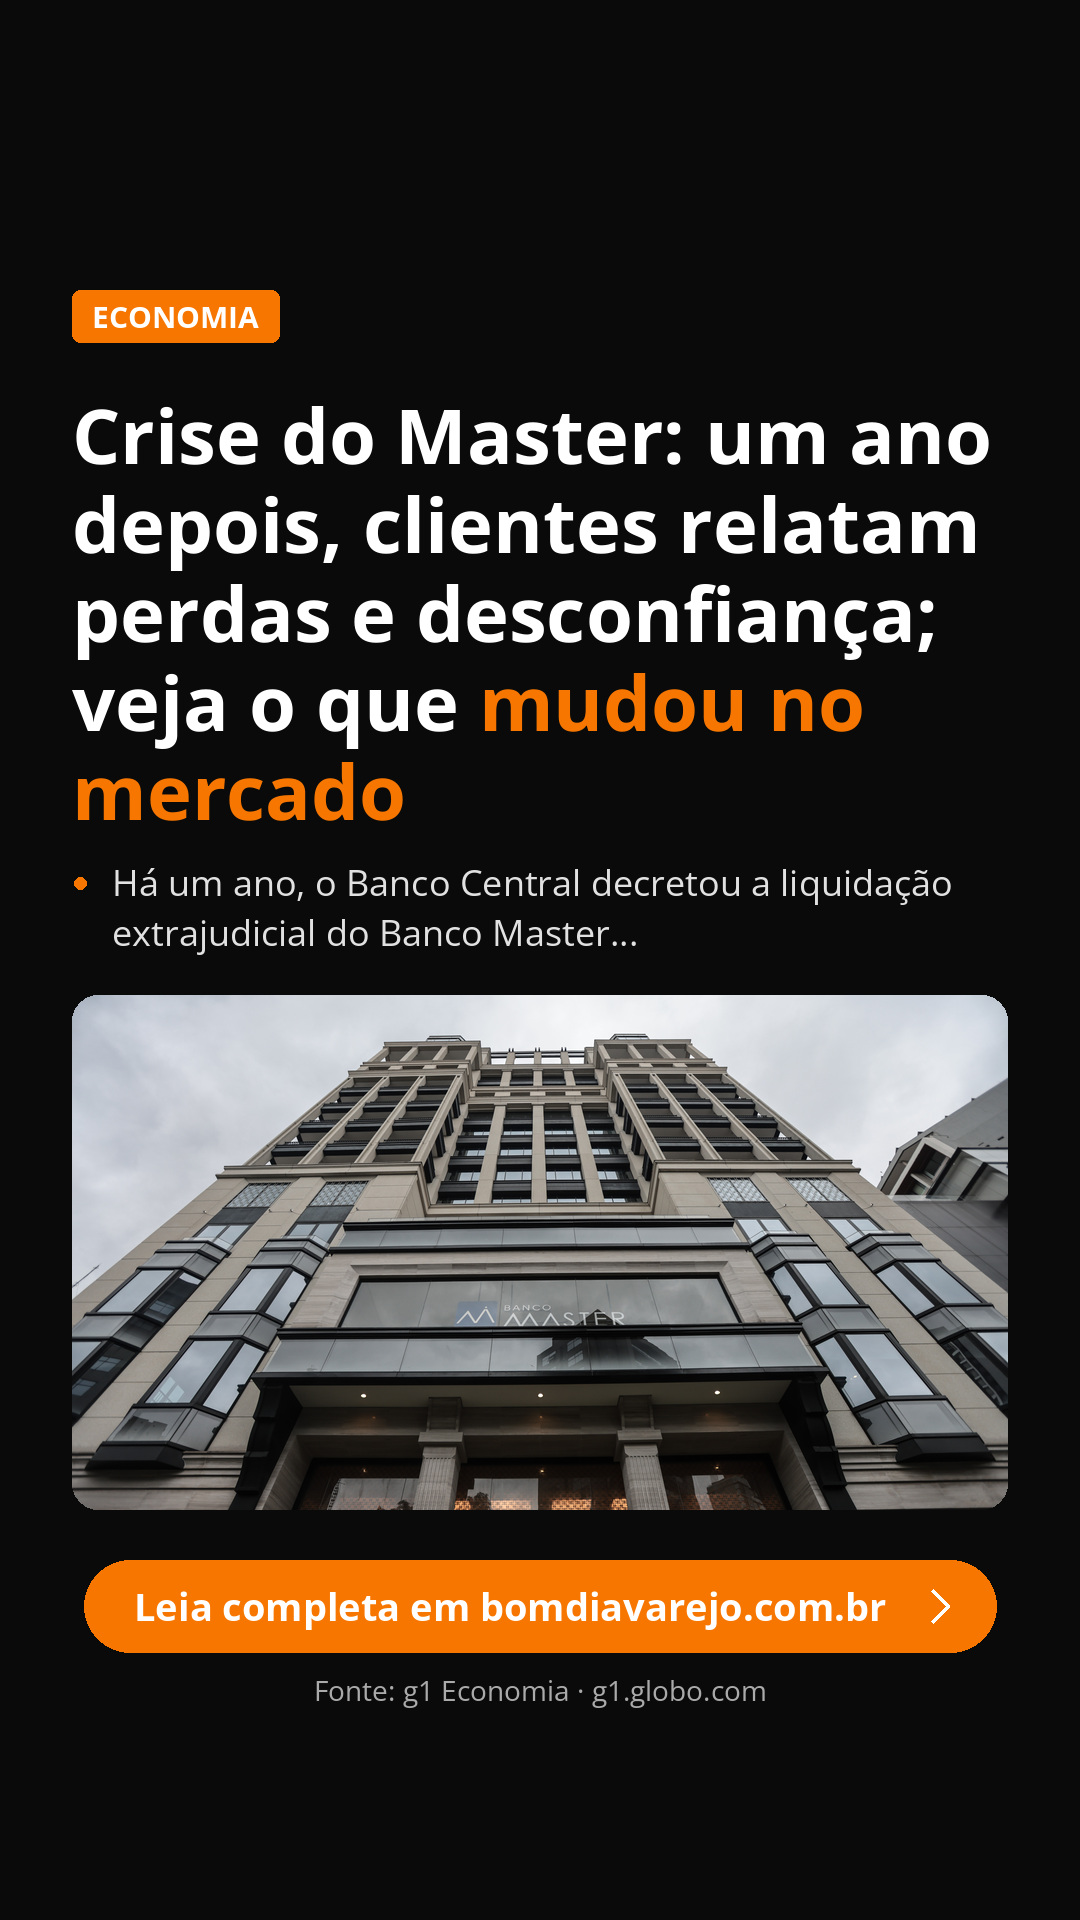 ECONOMIA
Crise do Master: um ano
depois, clientes relatam
perdas e desconfiança;
veja o que mudou no
mercado
Há um ano, o Banco Central decretou a liquidação
extrajudicial do Banco Master...
BANCO
MASTER
Leia completa em bomdiavarejo.com.br
Fonte: g1 Economia · g1.globo.com